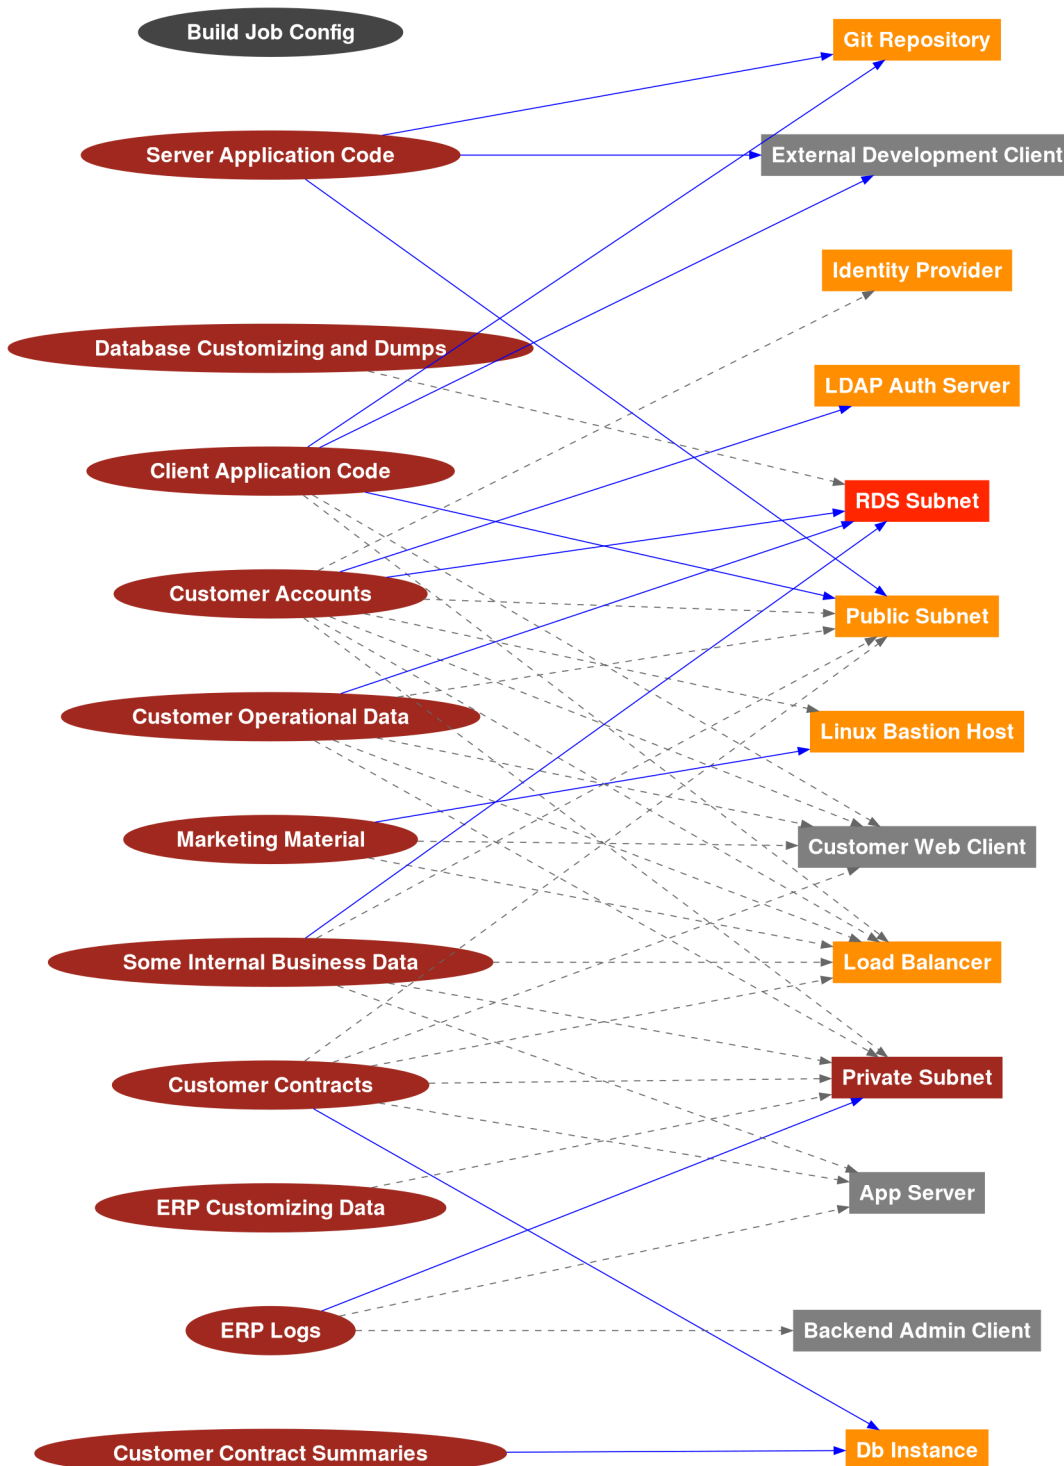 Build Job Config
Git Repository
Server Application Code
External Development Client
Identity Provider
Database Customizing and Dumps
LDAP Auth Server
Client Application Code
RDS Subnet
Customer Accounts
Public Subnet
Customer Operational Data
Linux Bastion Host
Marketing Material
Customer Web Client
Some Internal Business Data
Load Balancer
Customer Contracts
Private Subnet
ERP Customizing Data
App Server
ERP Logs
Backend Admin Client
Customer Contract Summaries
Db Instance